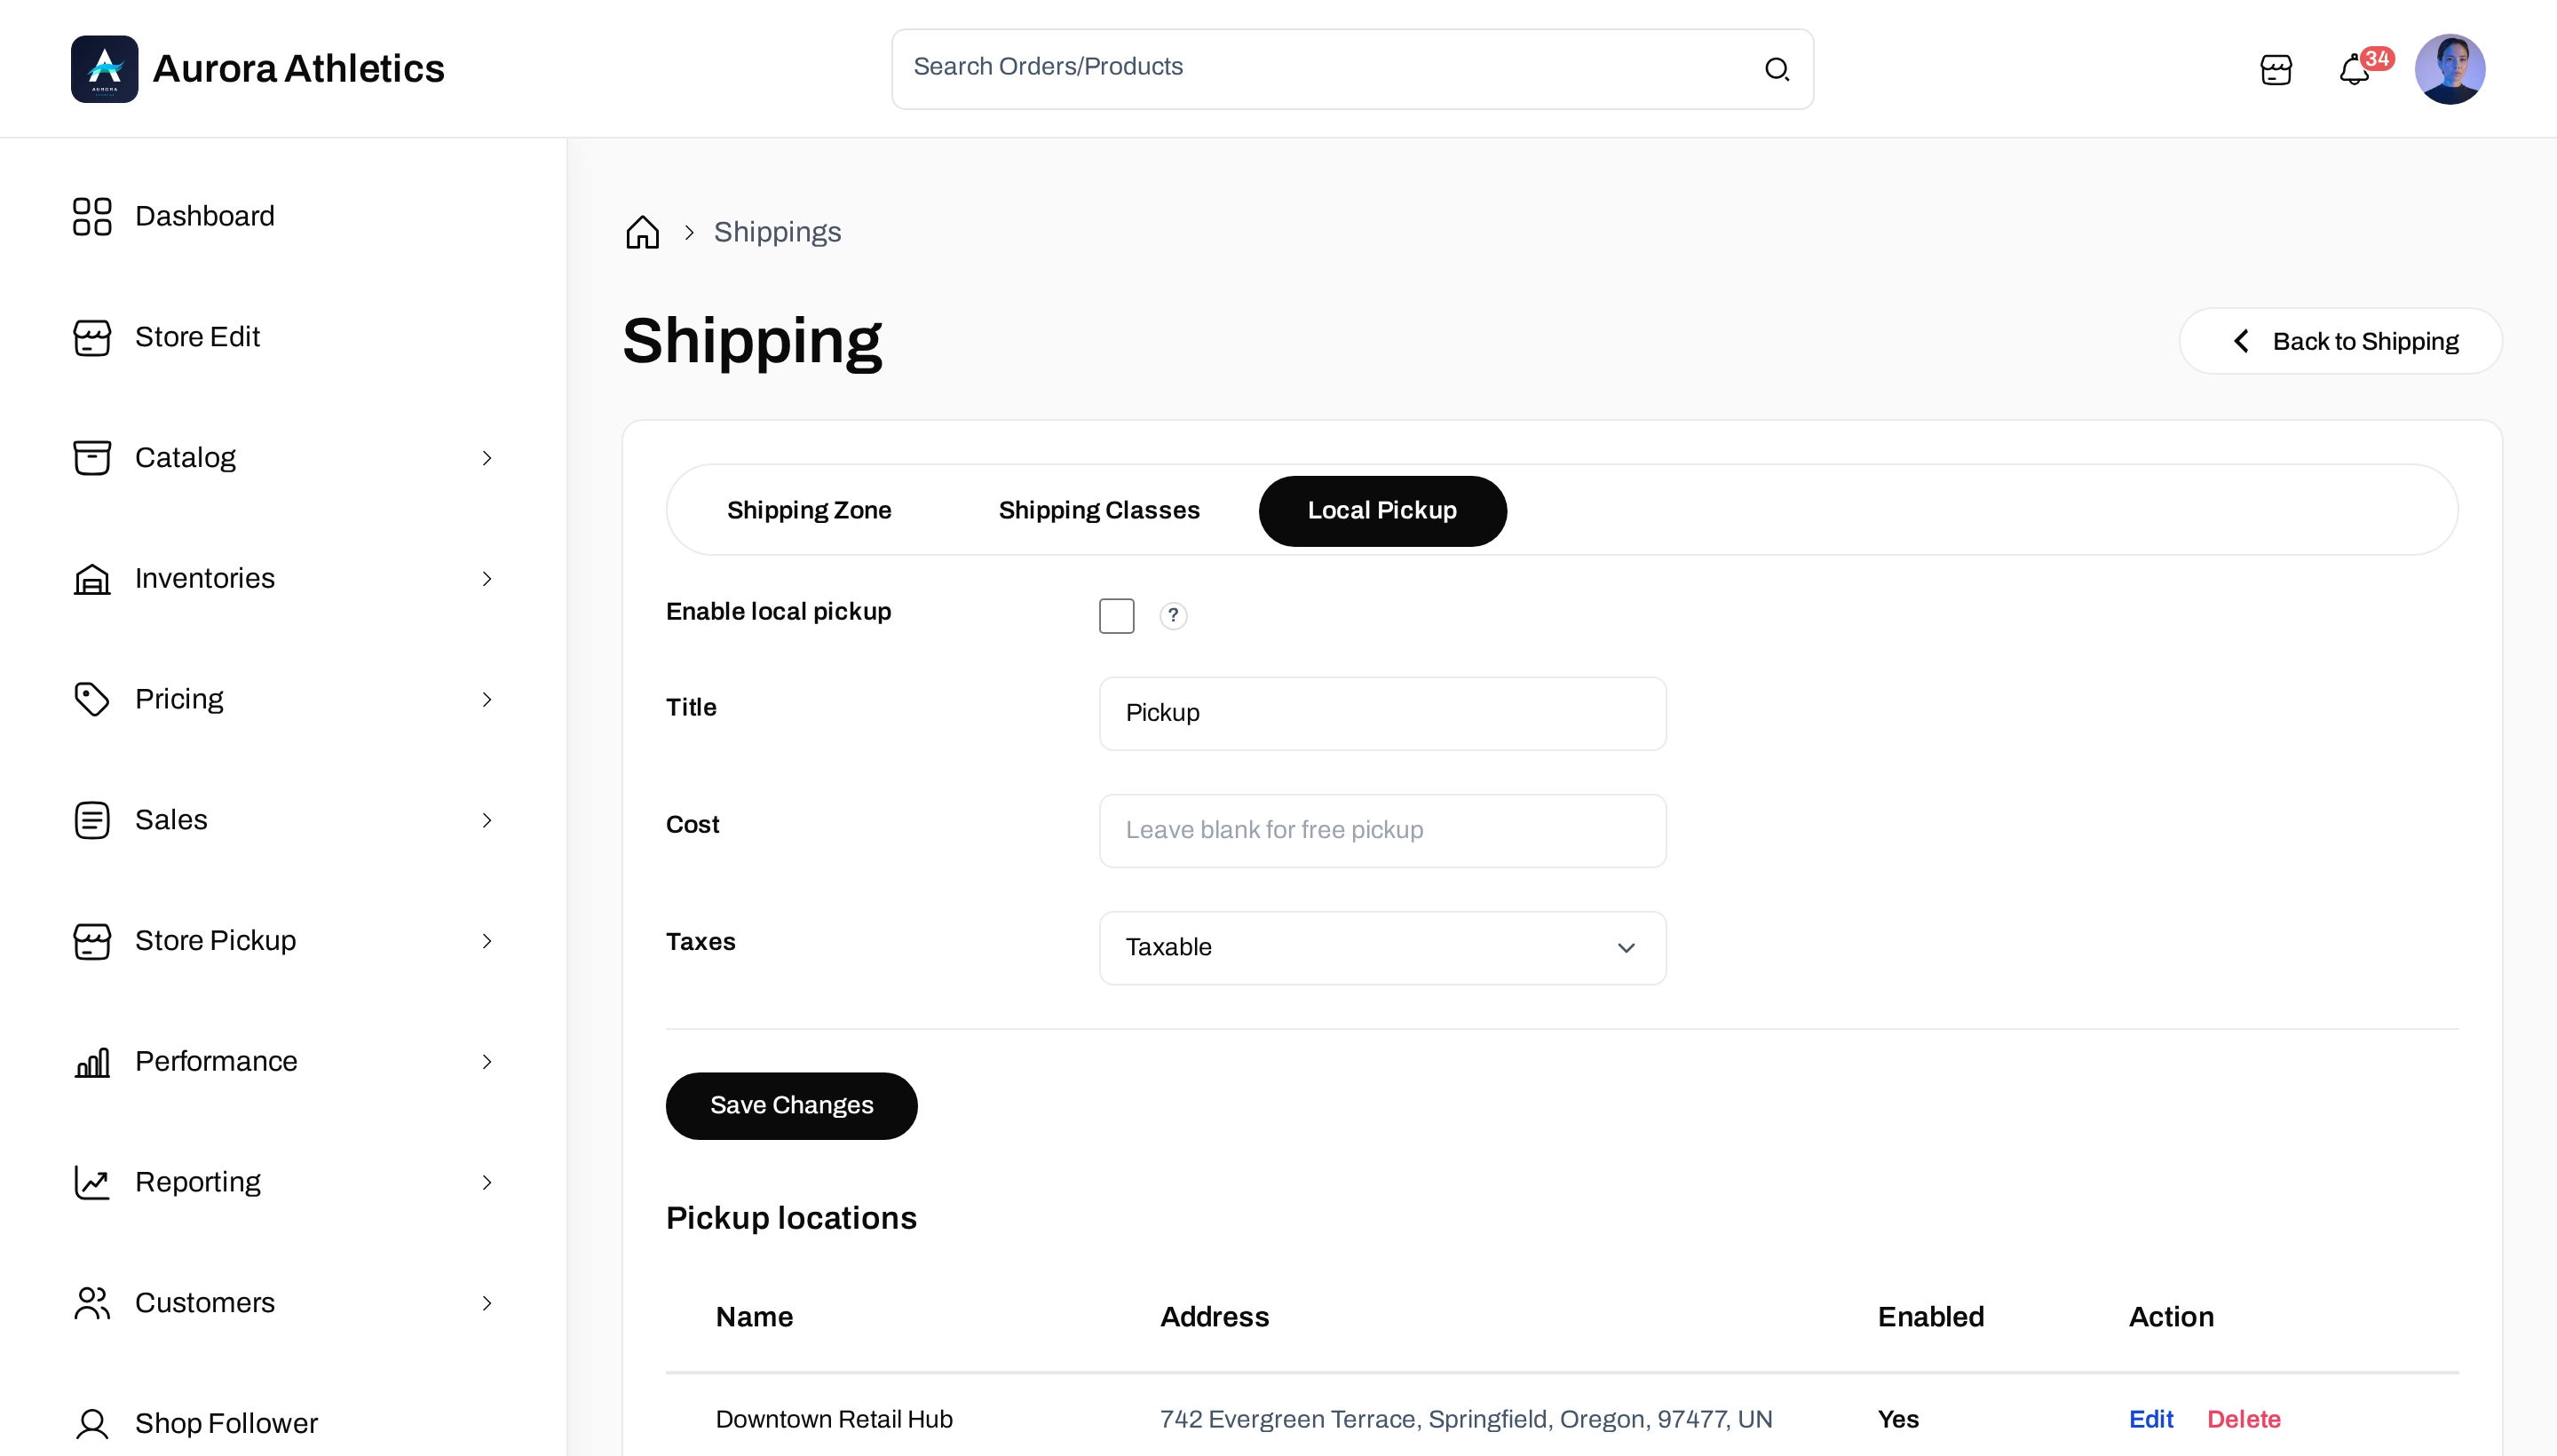 Aurora Athletics
Search Orders/Products
34
AURORA
Dashboard
Store Edit
Catalog
Inventories
Pricing
Sales
Store Pickup
Performance
Reporting
Customers
Shop Follower
Shippings
Shipping
Back to Shipping
Shipping Zone Shipping Classes Local Pickup
Enable local pickup ?
Title Pickup
Cost Leave blank for free pickup
Taxes Taxable
Save Changes
Pickup locations
Name Address Enabled Action
Downtown Retail Hub 742 Evergreen Terrace, Springfield, Oregon, 97477, UN Yes Edit Delete